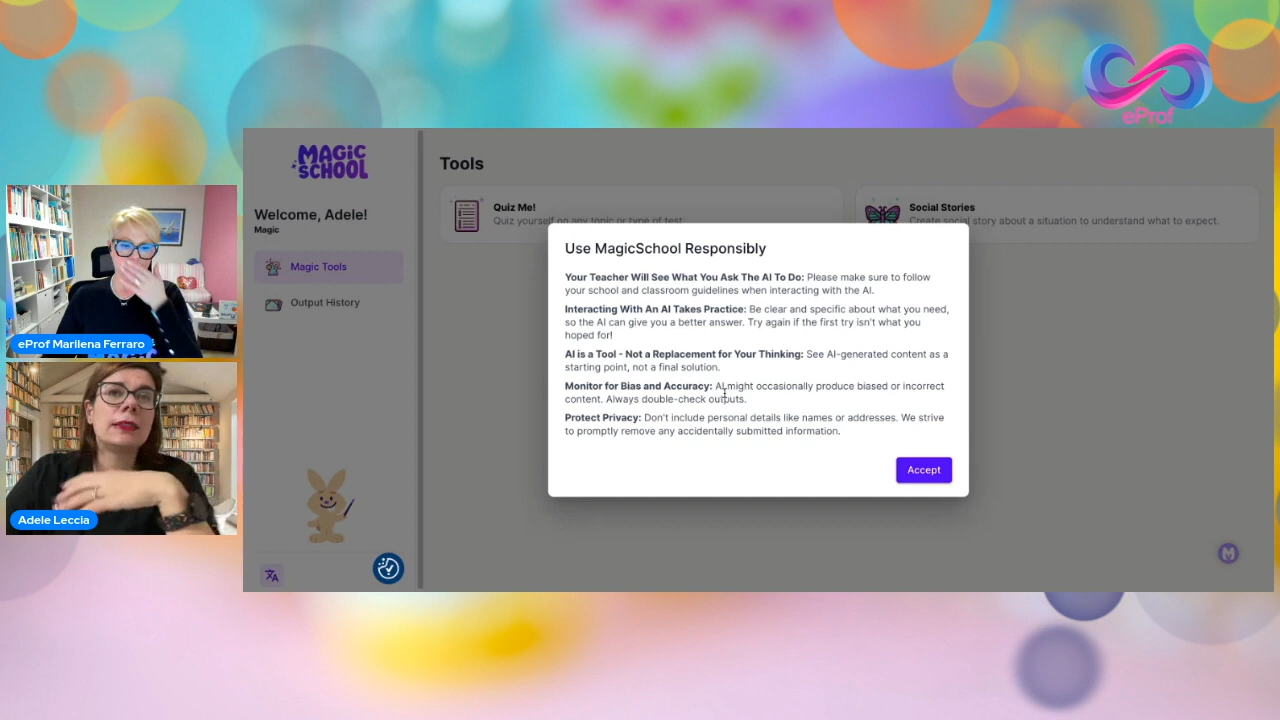 eProf
MAGIC
SCHOOL
Welcome, Adele!
Magic
Magic Tools
Output History
Tools
Quiz Me!
Quiz yourself on any topic or type of test
Social Stories
Create social story about a situation to understand what to expect.
Use MagicSchool Responsibly
Your Teacher Will See What You Ask The AI To Do: Please make sure to follow
your school and classroom guidelines when interacting with the AI.
Interacting With An AI Takes Practice: Be clear and specific about what you need,
so the AI can give you a better answer. Try again if the first try isn't what you
hoped for!
AI is a Tool - Not a Replacement for Your Thinking: See AI-generated content as a
starting point, not a final solution.
Monitor for Bias and Accuracy: AI might occasionally produce biased or incorrect
content. Always double-check outputs.
Protect Privacy: Don't include personal details like names or addresses. We strive
to promptly remove any accidentally submitted information.
Accept
eProf Marilena Ferraro
Adele Leccia